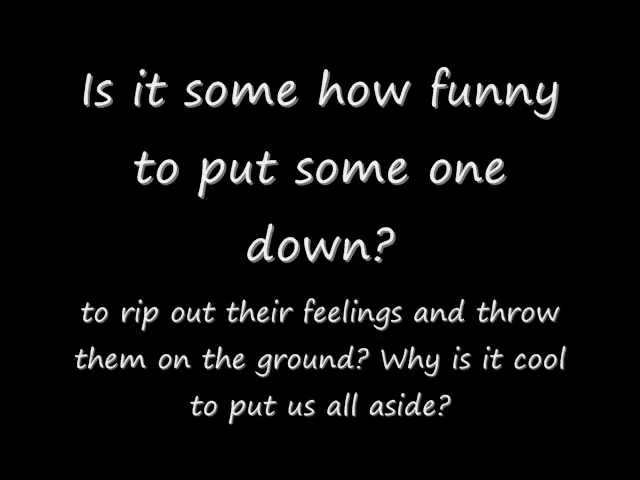 Is it some how funny
to put some one
down?
to rip out their feelings and throw
them on the ground? Why is it cool
to put us all aside?